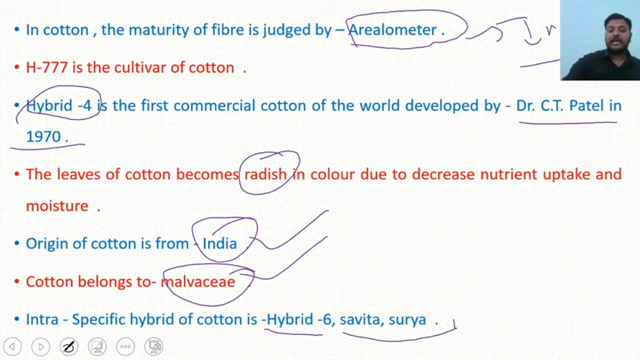 • In cotton , the maturity of fibre is judged by – Arealometer .
• H-777 is the cultivar of cotton .
• Hybrid -4 is the first commercial cotton of the world developed by - Dr. C.T. Patel in
1970 .
• The leaves of cotton becomes radish in colour due to decrease nutrient uptake and
moisture .
• Origin of cotton is from - India .
• Cotton belongs to- malvaceae .
• Intra - Specific hybrid of cotton is -Hybrid -6, savita, surya .